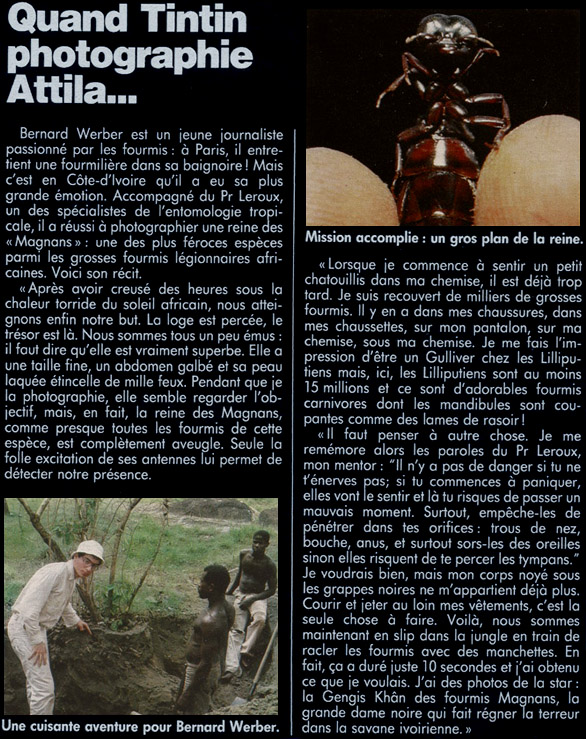 Quand Tintin
photographie
Attila...
Bernard Werber est un jeune journaliste
passionné par les fourmis : à Paris, il entre-
tient une fourmilière dans sa baignoire ! Mais
c'est en Côte-d'Ivoire qu'il a eu sa plus
grande émotion. Accompagné du Pr Leroux,
un des spécialistes de l'entomologie tropi-
cale, il a réussi à photographier une reine des
« Magnans » : une des plus féroces espèces
parmi les grosses fourmis légionnaires afri-
caines. Voici son récit.
« Après avoir creusé des heures sous la
chaleur torride du soleil africain, nous attei-
gnons enfin notre but. La loge est percée, le
trésor est là. Nous sommes tous un peu émus :
il faut dire qu'elle est vraiment superbe. Elle a
une taille fine, un abdomen galbé et sa peau
laquée étincelle de mille feux. Pendant que je
la photographie, elle semble regarder l'ob-
jectif, mais, en fait, la reine des Magnans,
comme presque toutes les fourmis de cette
espèce, est complètement aveugle. Seule la
folle excitation de ses antennes lui permet de
détecter notre présence.
Une cuisante aventure pour Bernard Werber.
Mission accomplie : un gros plan de la reine.
« Lorsque je commence à sentir un petit
chatouillis dans ma chemise, il est déjà trop
tard. Je suis recouvert de milliers de grosses
fourmis. Il y en a dans mes chaussures, dans
mes chaussettes, sur mon pantalon, sur ma
chemise, sous ma chemise. Je me fais l'im-
pression d'être un Gulliver chez les Lillipu-
tiens mais, ici, les Lilliputiens sont au moins
15 millions et ce sont d'adorables fourmis
carnivores dont les mandibules sont cou-
pantes comme des lames de rasoir !
« Il faut penser à autre chose. Je me
remémore alors les paroles du Pr Leroux,
mon mentor : "Il n'y a pas de danger si tu ne
t'énerves pas; si tu commences à paniquer,
elles vont le sentir et là tu risques de passer un
mauvais moment. Surtout, empêche-les de
pénétrer dans tes orifices : trous de nez,
bouche, anus, et surtout sors-les des oreilles
sinon elles risquent de te percer les tympans."
Je voudrais bien, mais mon corps noyé sous
les grappes noires ne m'appartient déjà plus.
Courir et jeter au loin mes vêtements, c'est la
seule chose à faire. Voilà, nous sommes
maintenant en slip dans la jungle en train de
racler les fourmis avec des manchettes. En
fait, ça a duré juste 10 secondes et j'ai obtenu
ce que je voulais. J'ai des photos de la star :
la Gengis Khân des fourmis Magnans, la
grande dame noire qui fait régner la terreur
dans la savane ivoirienne. »